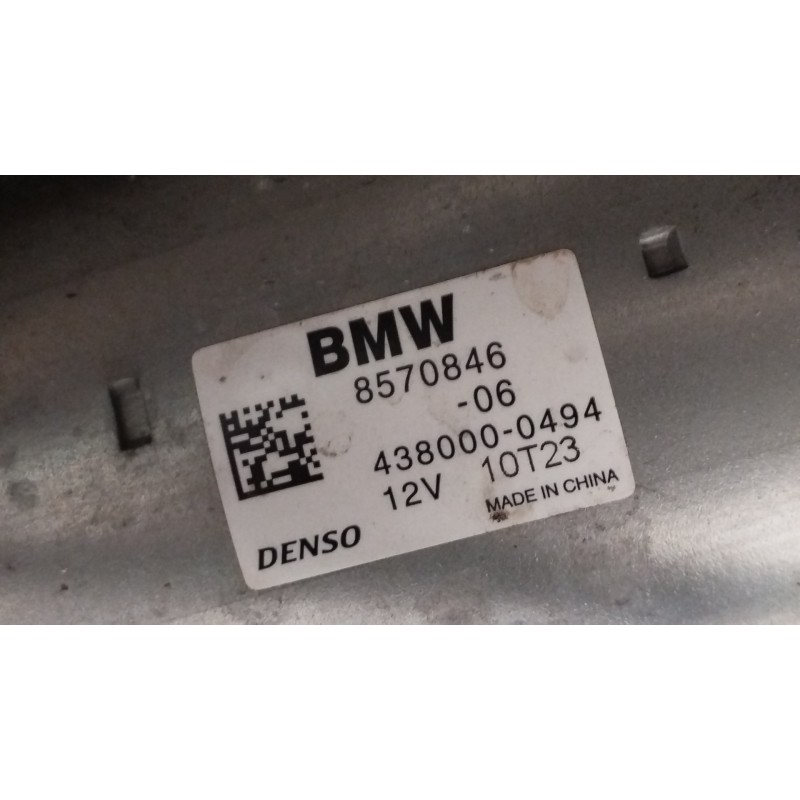 BMW
8570846
-06
438000-0494
12V 10T23
MADE IN CHINA
DENSO